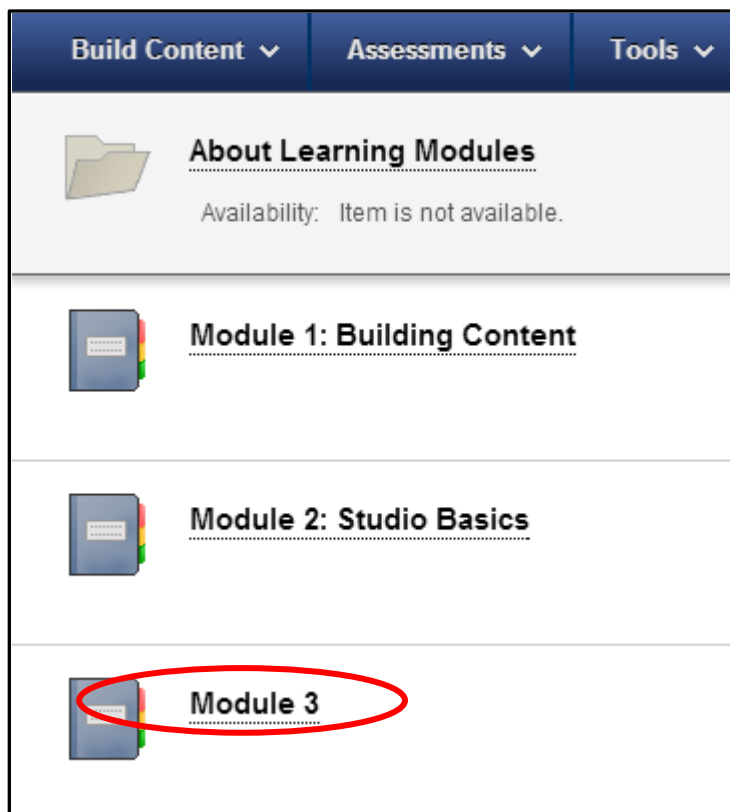 Build Content Assessments Tools
About Learning Modules
Availability: Item is not available.
Module 1: Building Content
Module 2: Studio Basics
Module 3